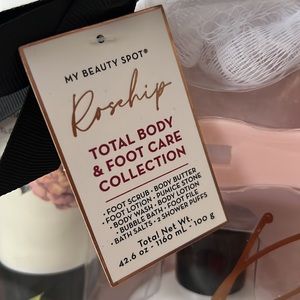 MY BEAUTY SPOT®
Rosehip
TOTAL BODY
& FOOT CARE
COLLECTION
• FOOT SCRUB • BODY BUTTER
• FOOT LOTION • PUMICE STONE
• BODY WASH • BODY LOTION
• BUBBLE BATH • FOOT FILE
• BATH SALTS • 2 SHOWER PUFFS
Total Net Wt.
42.6 oz • 1160 mL • 100 g